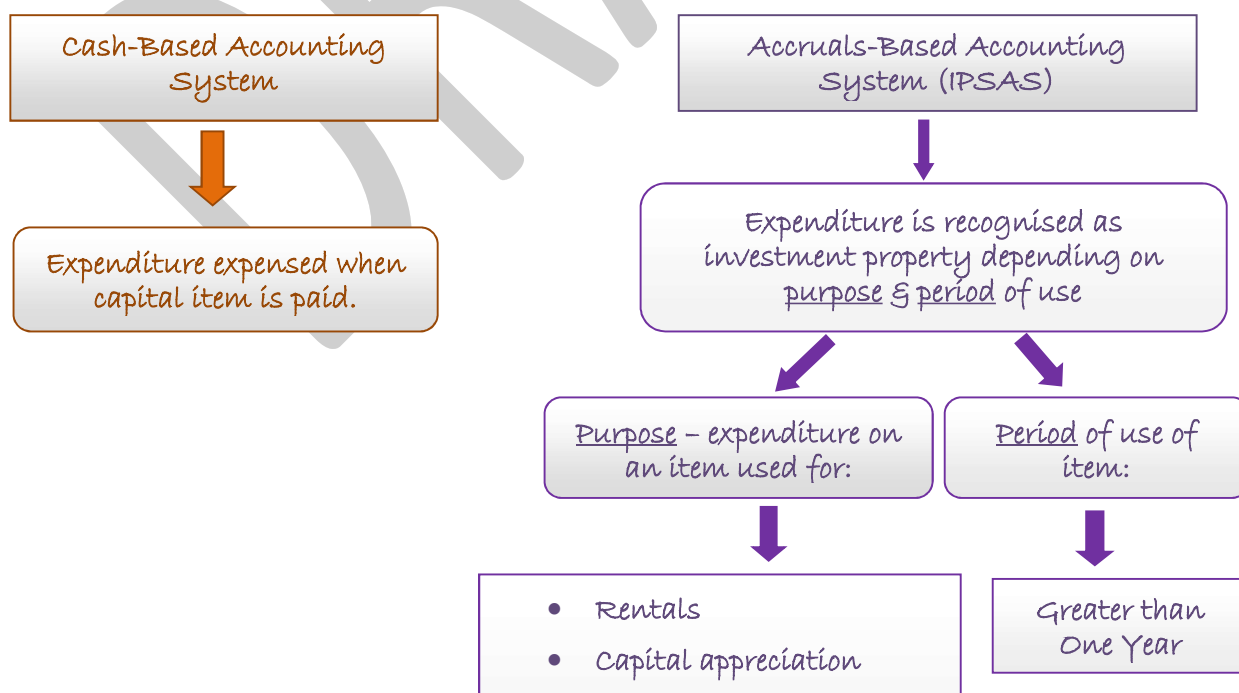 Cash-Based Accounting
System
Expenditure expensed when
capital item is paid.
Accruals-Based Accounting
System (IPSAS)
Expenditure is recognised as
investment property depending on
purpose & period of use
Purpose – expenditure on
an item used for:
• Rentals
• Capital appreciation
Period of use of
item:
Greater than
One Year